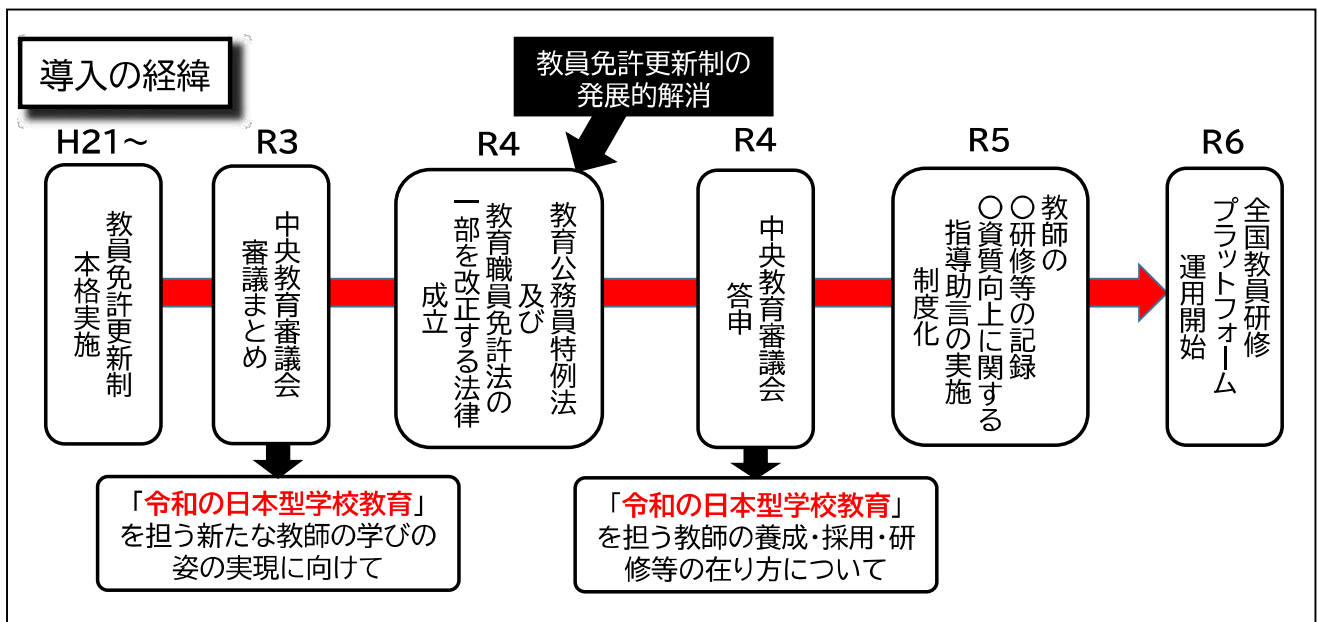 導入の経緯
教員免許更新制の
発展的解消
H21～
教員免許更新制
本格実施
R3
中央教育審議会
審議まとめ
R4
教育公務員特例法
及び
教育職員免許法の
一部を改正する法律
成立
R4
中央教育審議会
答申
R5
教師の
〇研修等の記録
〇資質向上に関する
指導助言の実施
制度化
R6
全国教員研修
プラットフォーム
運用開始
「令和の日本型学校教育」
を担う新たな教師の学びの
姿の実現に向けて
「令和の日本型学校教育」
を担う教師の養成・採用・研
修等の在り方について